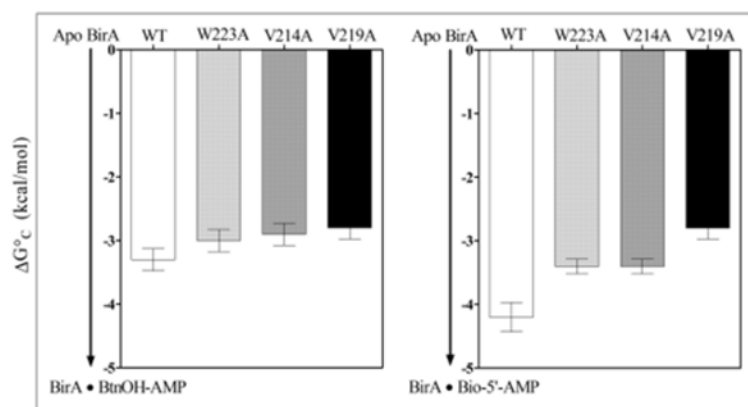 Apo BirA WT W223A V214A V219A
0
-1
-2
-3
-4
-5
BirA • BtnOH-AMP
Apo BirA WT W223A V214A V219A
0
-1
-2
-3
-4
-5
BirA • Bio-5'-AMP
ΔG°C (kcal/mol)